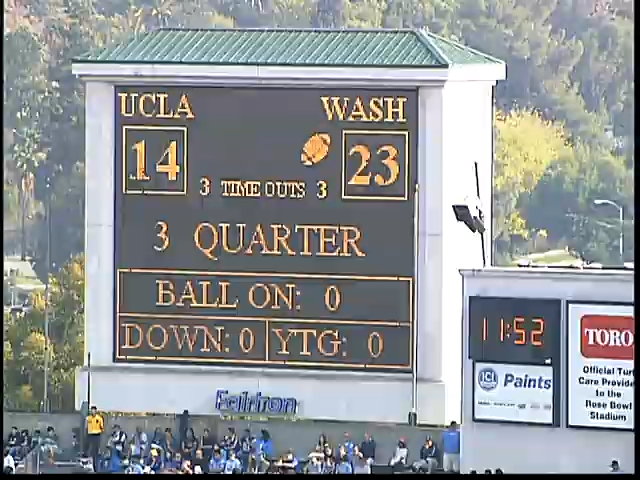 UCLA WASH
14 23
3 TIME OUTS 3
3 QUARTER
BALL ON: 0
DOWN: 0 YTG: 0
Fairron
11:52
TORO
ICI Paints
Official Turf
Care Provide
to the
Rose Bowl
Stadium